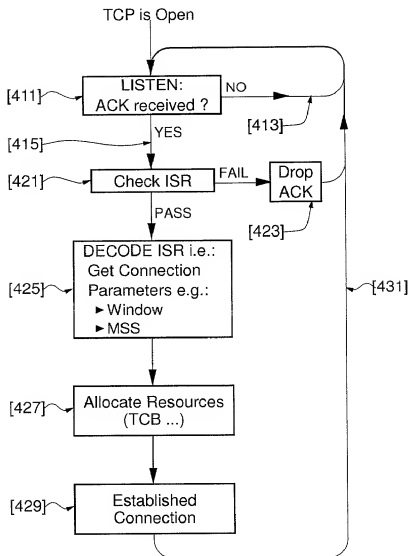 TCP is Open
LISTEN:
ACK received ?
[411]
NO
[413]
[415]
YES
[421]
Check ISR
FAIL
Drop
ACK
[423]
PASS
DECODE ISR i.e.:
Get Connection
Parameters e.g.:
► Window
► MSS
[425]
[431]
[427]
Allocate Resources
(TCB ...)
[429]
Established
Connection